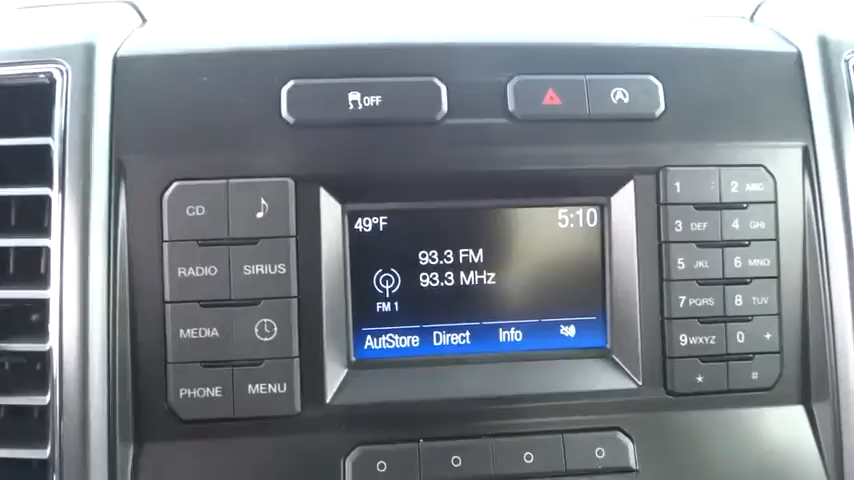 OFF
A
CD
RADIO SIRIUS
MEDIA
PHONE MENU
49°F 5:10
93.3 FM
93.3 MHz
FM 1
AutoStore Direct Info
1 2 ABC
3 DEF 4 GHI
5 JKL 6 MNO
7 PQRS 8 TUV
9 WXYZ 0 +
* #